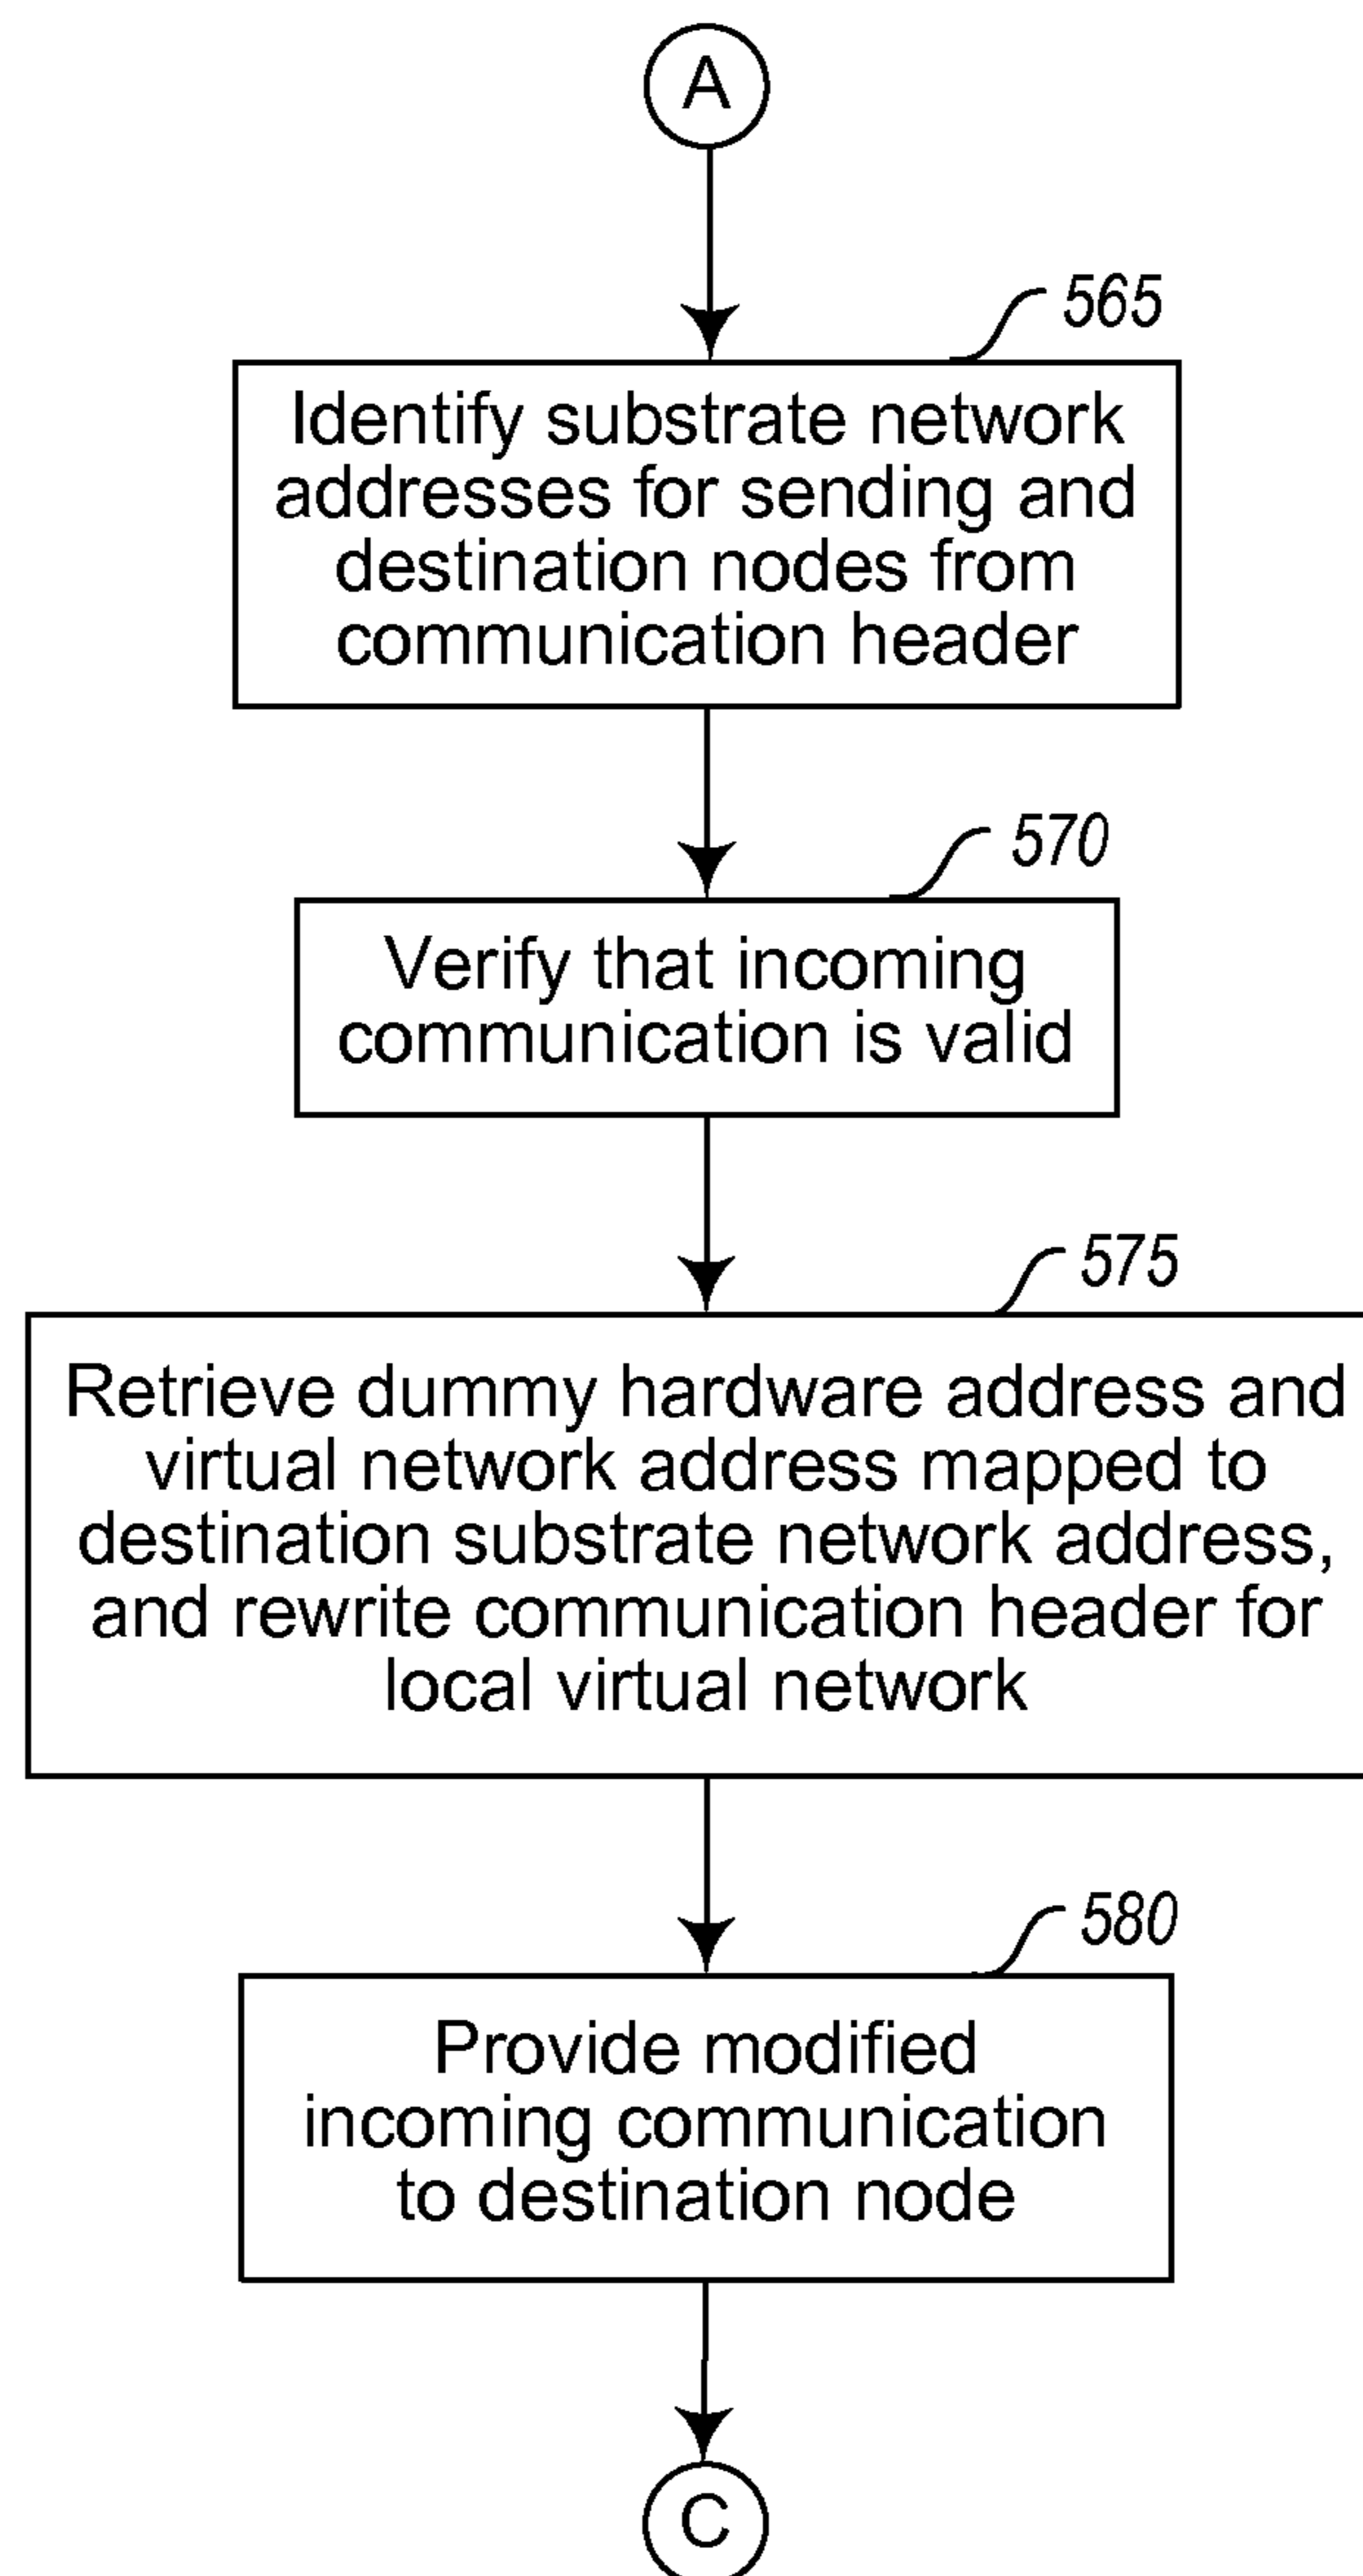 A
565
Identify substrate network
addresses for sending and
destination nodes from
communication header
570
Verify that incoming
communication is valid
575
Retrieve dummy hardware address and
virtual network address mapped to
destination substrate network address,
and rewrite communication header for
local virtual network
580
Provide modified
incoming communication
to destination node
C